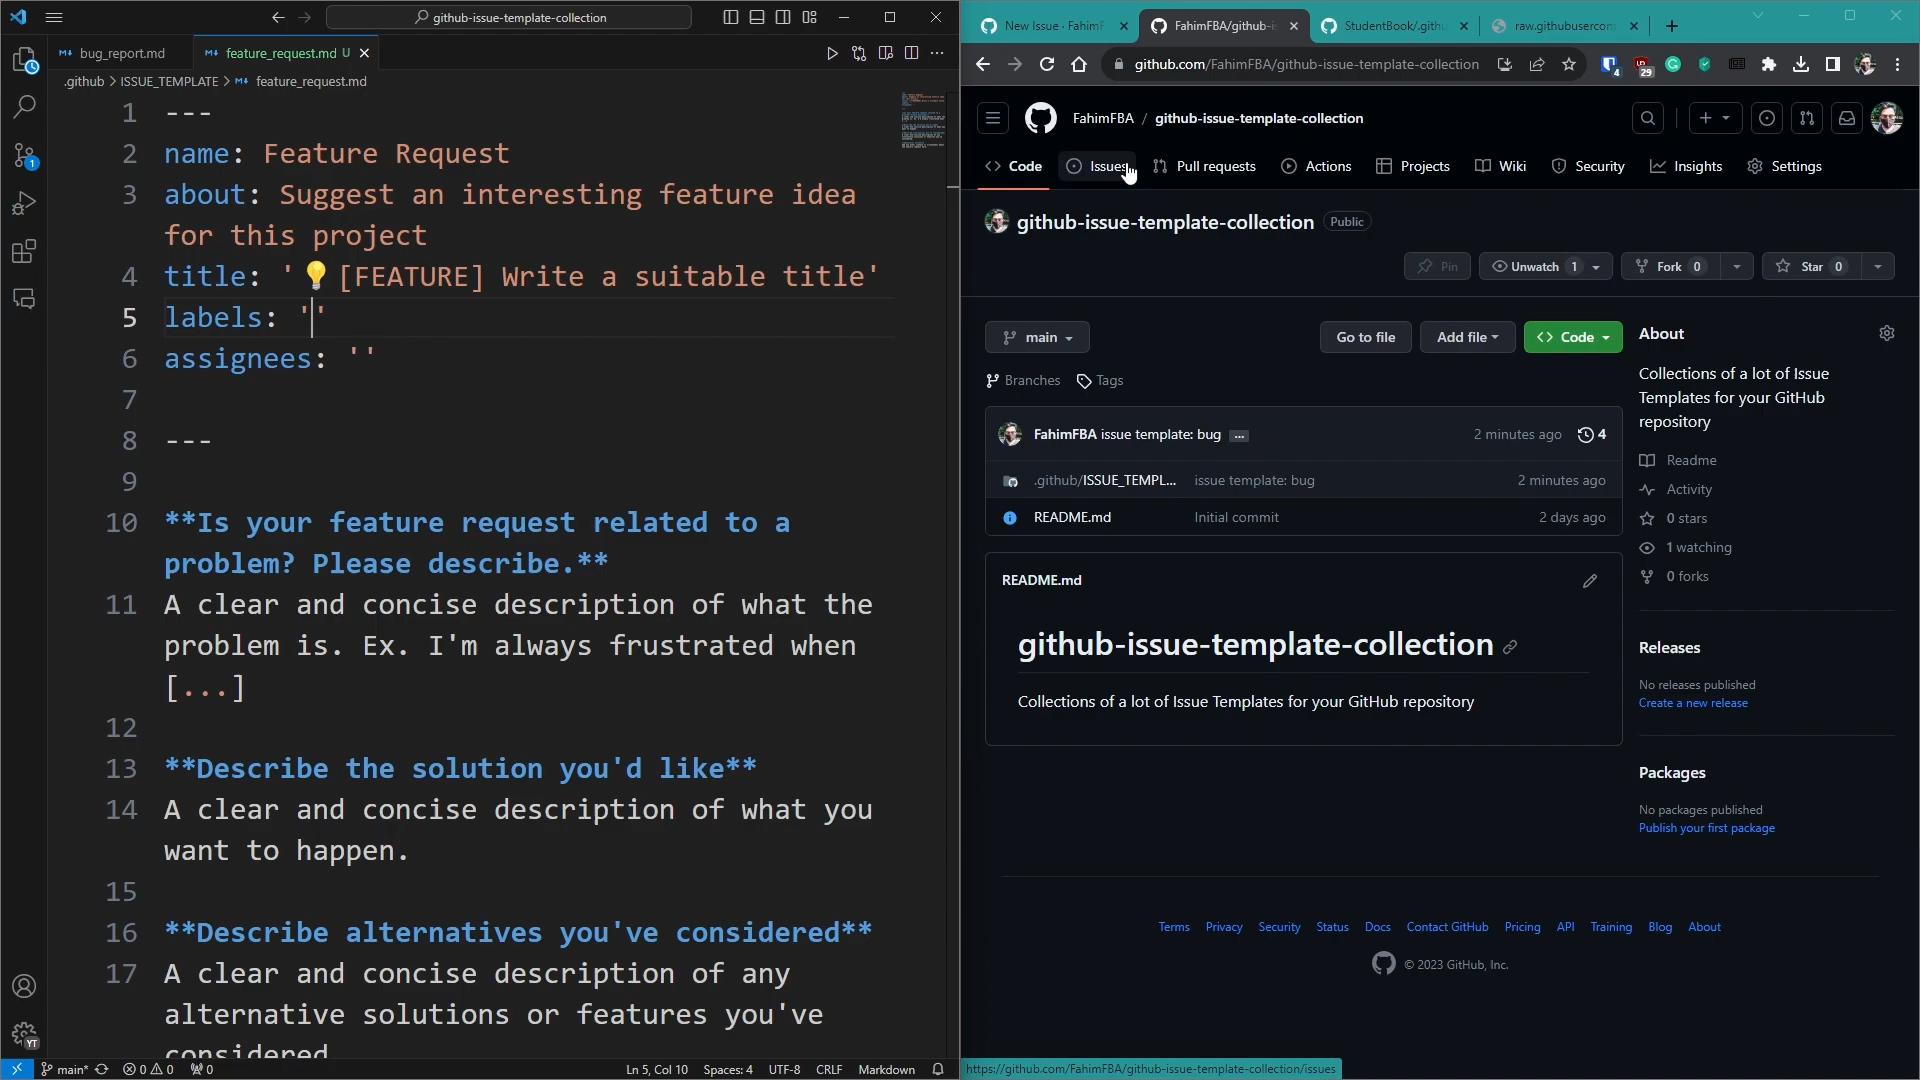 github-issue-template-collection
bug_report.md
feature_request.md U
.github > ISSUE_TEMPLATE > feature_request.md
1 ---
2 name: Feature Request
3 about: Suggest an interesting feature idea
for this project
4 title: '💡[FEATURE] Write a suitable title'
5 labels: ''
6 assignees: ''
7
8 ---
9
10 **Is your feature request related to a
problem? Please describe.**
11 A clear and concise description of what the
problem is. Ex. I'm always frustrated when
[...]
12
13 **Describe the solution you'd like**
14 A clear and concise description of what you
want to happen.
15
16 **Describe alternatives you've considered**
17 A clear and concise description of any
alternative solutions or features you've
considered
1
YT
main* 0 0 0 Ln 5, Col 10 Spaces: 4 UTF-8 CRLF Markdown
New Issue · FahimF
FahimFBA/github-is
StudentBook/.githu
raw.githubusercon
github.com/FahimFBA/github-issue-template-collection
4
29
FahimFBA / github-issue-template-collection
Code Issues Pull requests Actions Projects Wiki Security Insights Settings
github-issue-template-collection Public
Pin Unwatch 1 Fork 0 Star 0
main Go to file Add file Code
Branches Tags
FahimFBA issue template: bug ... 2 minutes ago 4
.github/ISSUE_TEMPL... issue template: bug 2 minutes ago
README.md Initial commit 2 days ago
README.md
github-issue-template-collection
Collections of a lot of Issue Templates for your GitHub repository
About
Collections of a lot of Issue
Templates for your GitHub
repository
Readme
Activity
0 stars
1 watching
0 forks
Releases
No releases published
Create a new release
Packages
No packages published
Publish your first package
Terms Privacy Security Status Docs Contact GitHub Pricing API Training Blog About
© 2023 GitHub, Inc.
https://github.com/FahimFBA/github-issue-template-collection/issues